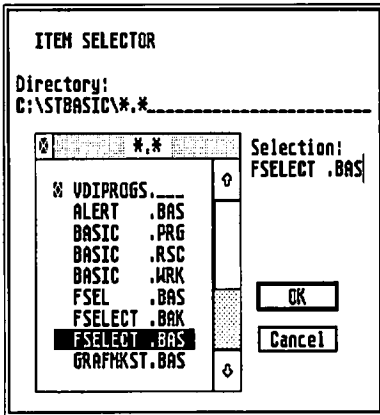 ITEM SELECTOR
Directory:
C:\STBASIC\*.*
*.*
VDIPROGS.___
ALERT .BAS
BASIC .PRG
BASIC .RSC
BASIC .WRK
FSEL .BAS
FSELECT .BAK
FSELECT .BAS
GRAFMKST.BAS
Selection:
FSELECT .BAS
OK
Cancel